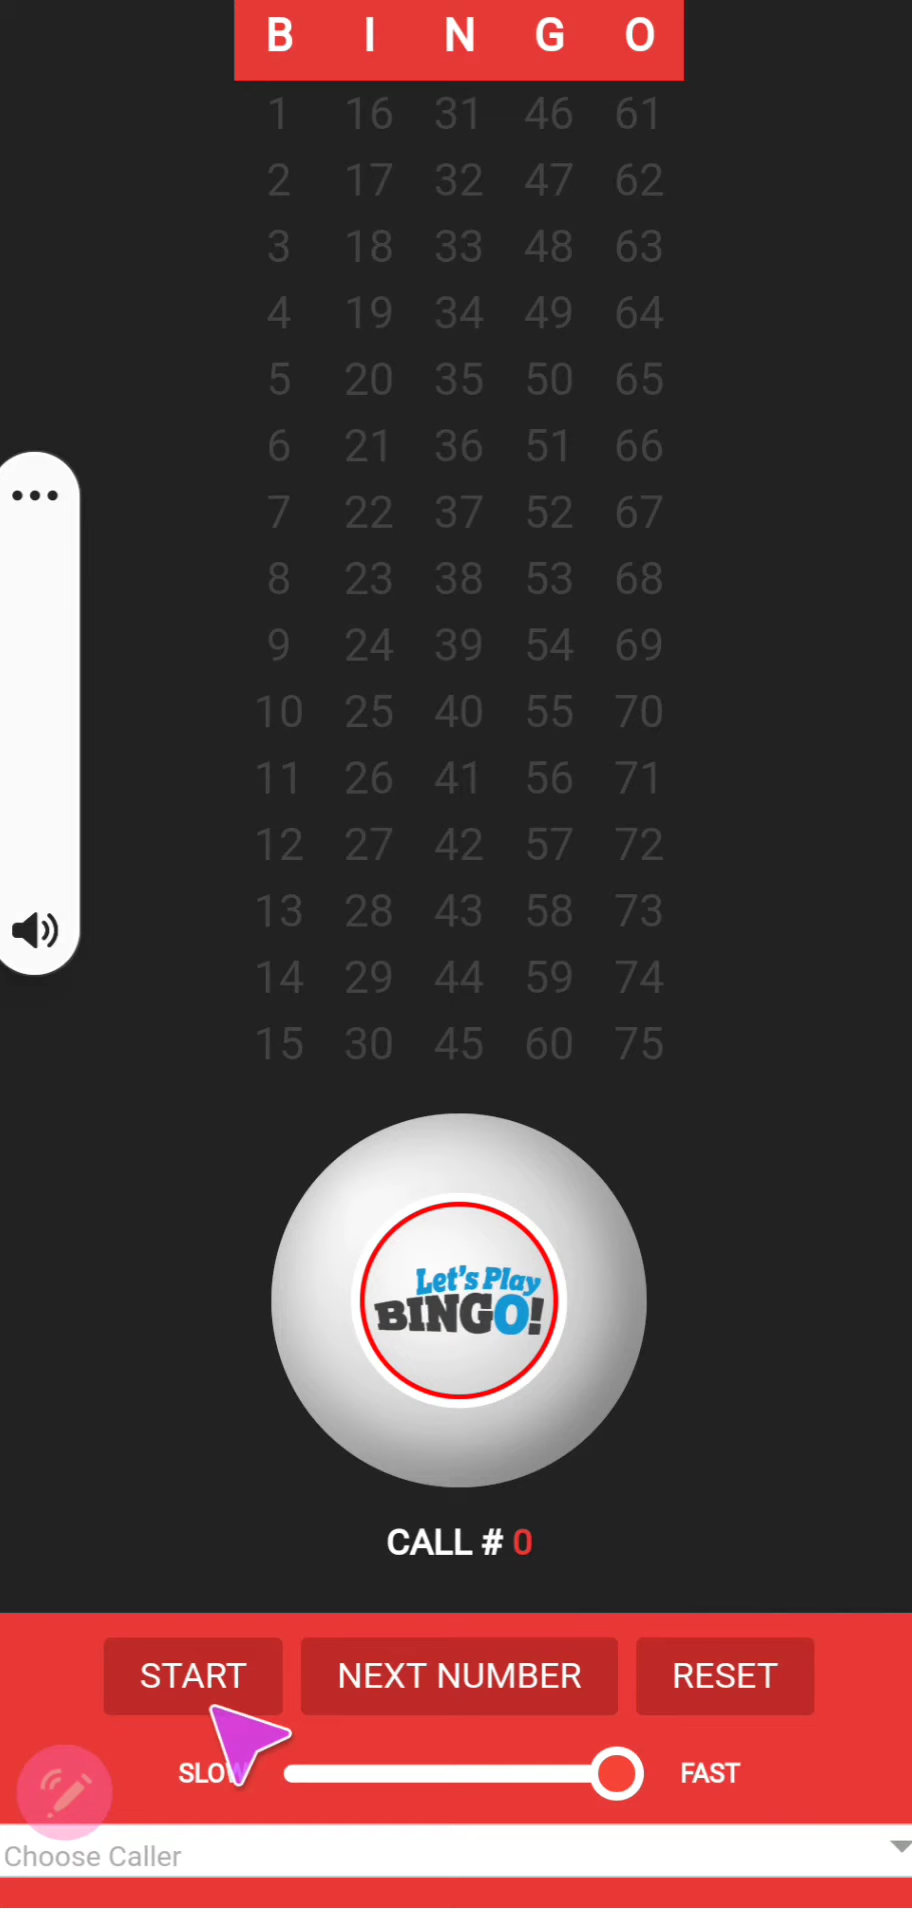 B I N G O
1 16 31 46 61
2 17 32 47 62
3 18 33 48 63
4 19 34 49 64
5 20 35 50 65
6 21 36 51 66
7 22 37 52 67
8 23 38 53 68
9 24 39 54 69
10 25 40 55 70
11 26 41 56 71
12 27 42 57 72
13 28 43 58 73
14 29 44 59 74
15 30 45 60 75
Let's Play
BINGO!
CALL # 0
START NEXT NUMBER RESET
SLOW FAST
Choose Caller